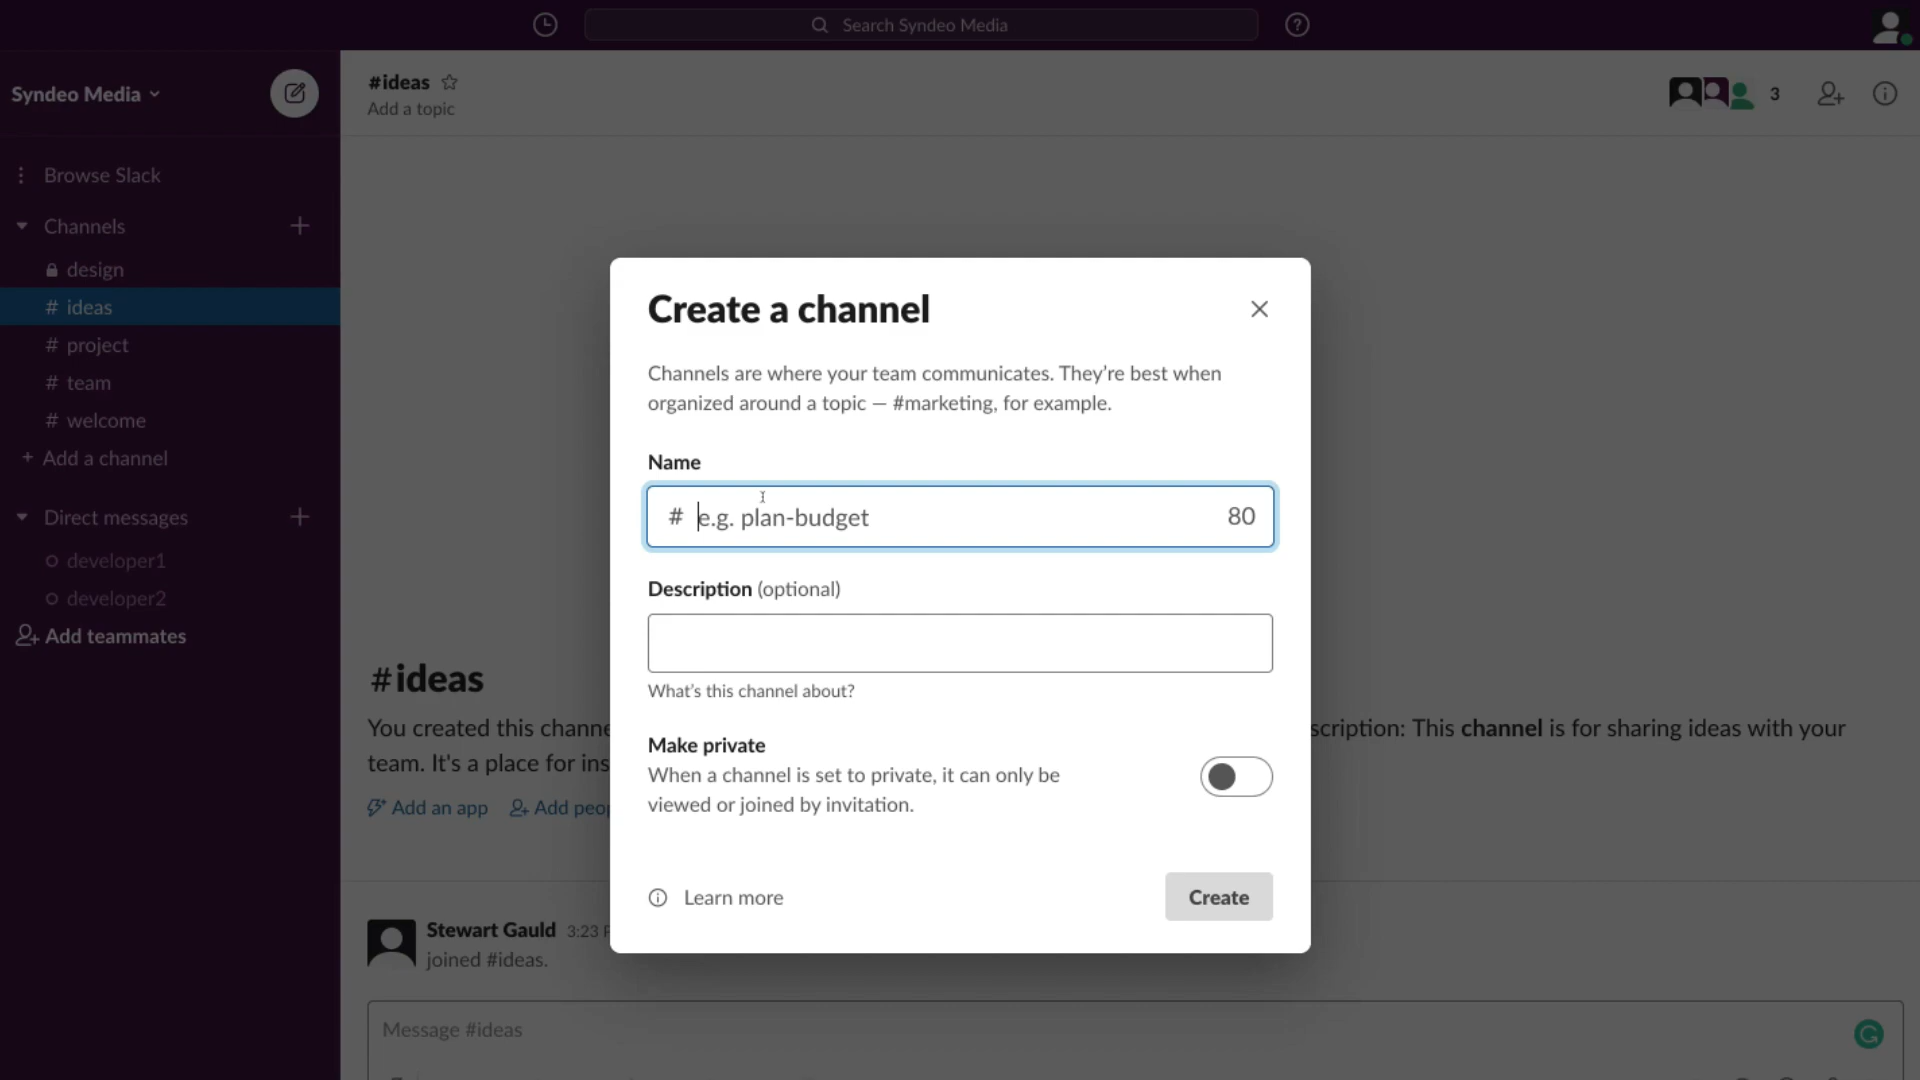 Search Syndeo Media
Syndeo Media
Browse Slack
Channels
design
# ideas
# project
# team
# welcome
+ Add a channel
Direct messages
developer1
developer2
Add teammates
#ideas
Add a topic
3
Create a channel
Channels are where your team communicates. They're best when
organized around a topic — #marketing, for example.
Name
# e.g. plan-budget 80
Description (optional)
What's this channel about?
Make private
When a channel is set to private, it can only be
viewed or joined by invitation.
Learn more
Create
#ideas
You created this scription: This channel is for sharing ideas with your
team. It's a place for
Add an app
Add
Stewart Gauld 3:23
joined #ideas.
Message #ideas